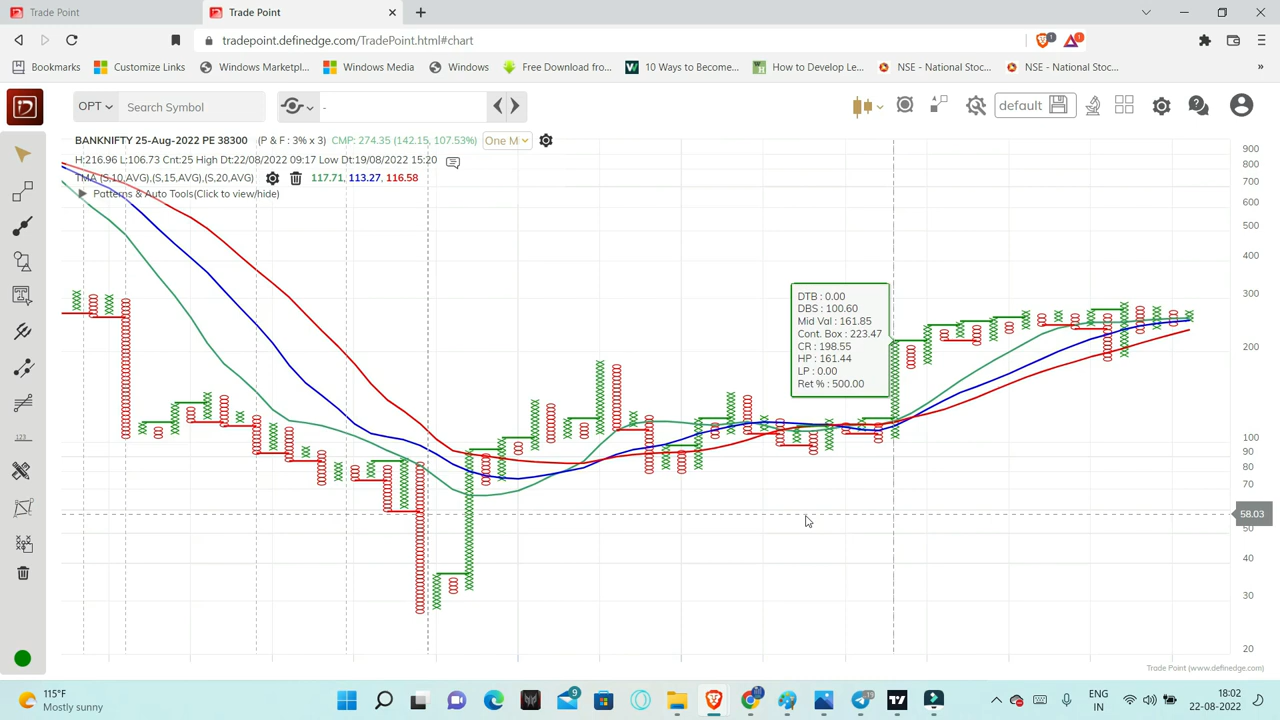 Trade Point
Trade Point
tradepoint.definedge.com/TradePoint.html#chart
1
1
Bookmarks
Customize Links
Windows Marketpl...
Windows Media
Windows
Free Download fro...
10 Ways to Become...
How to Develop Le...
NSE - National Stoc...
NSE - National Stoc...
»
OPT
Search Symbol
-
default
BANKNIFTY 25-Aug-2022 PE 38300 (P & F : 3% x 3) CMP: 274.35 (142.15, 107.53%) One M
H:216.96 L:106.73 Cnt:25 High Dt:22/08/2022 09:17 Low Dt:19/08/2022 15:20
TMA (S,10,AVG),(S,15,AVG),(S,20,AVG) 117.71, 113.27, 116.58
Patterns & Auto Tools(Click to view/hide)
900
800
700
600
500
400
300
200
100
90
80
70
58.03
50
40
30
20
DTB : 0.00
DBS : 100.60
Mid Val : 161.85
Cont. Box : 223.47
CR : 198.55
HP : 161.44
LP : 0.00
Ret % : 500.00
123
Trade Point (www.definedge.com)
115°F
Mostly sunny
9
ENG
IN
18:02
22-08-2022